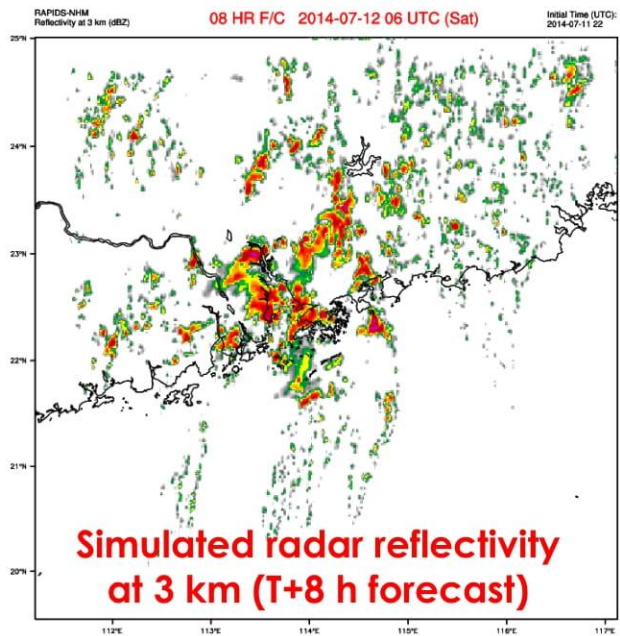 RAPIDS-NHM
Reflectivity at 3 km (dBZ)
08 HR F/C 2014-07-12 06 UTC (Sat)
Initial Time (UTC):
2014-07-11 22
25°N
24°N
23°N
22°N
21°N
20°N
Simulated radar reflectivity
at 3 km (T+8 h forecast)
112°E 113°E 114°E 115°E 116°E 117°E